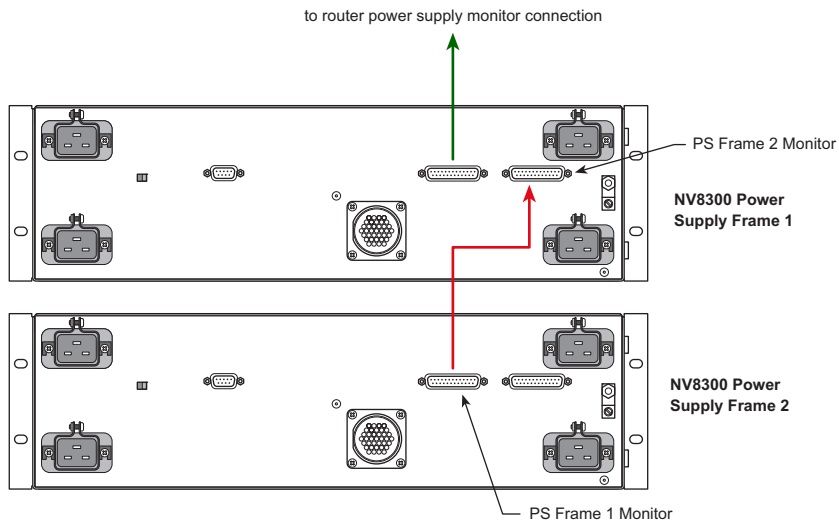 to router power supply monitor connection
PS Frame 2 Monitor
NV8300 Power
Supply Frame 1
NV8300 Power
Supply Frame 2
PS Frame 1 Monitor